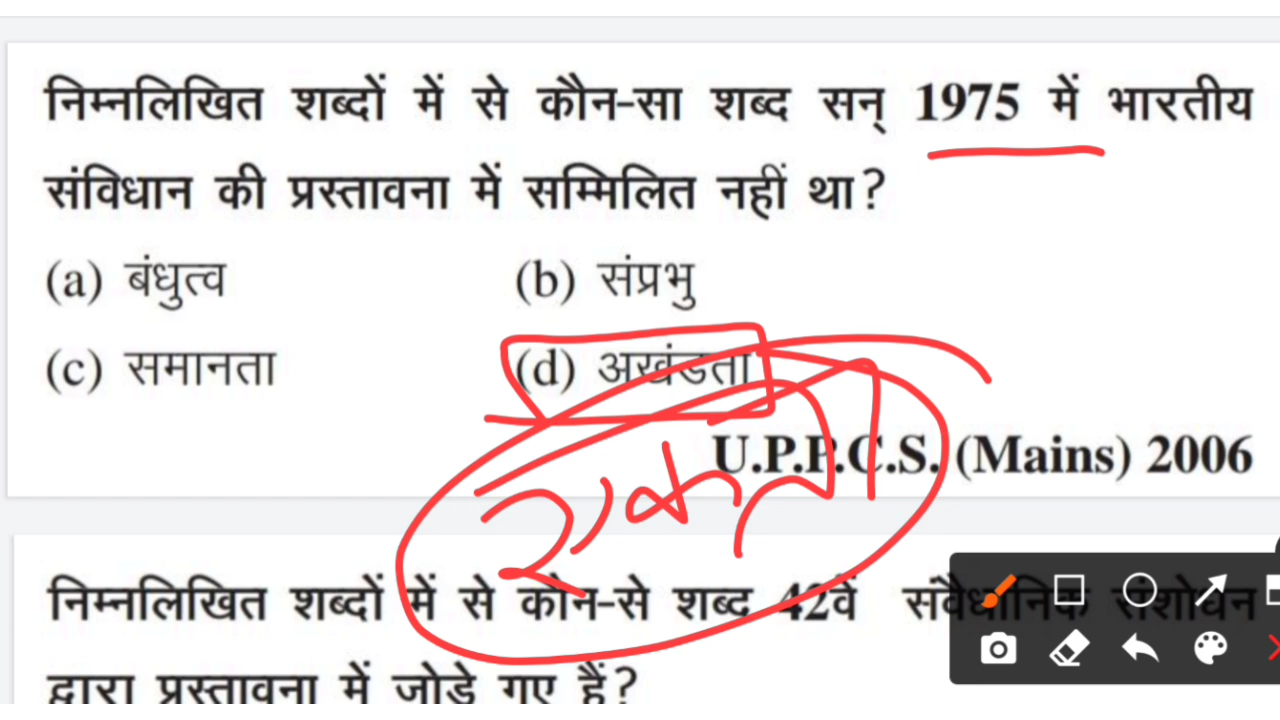 निम्नलिखित शब्दों में से कौन-सा शब्द सन् 1975 में भारतीय
संविधान की प्रस्तावना में सम्मिलित नहीं था?
(a) बंधुत्व (b) संप्रभु
(c) समानता (d) अखंडता
U.P.P.C.S. (Mains) 2006
एकता
निम्नलिखित शब्दों में से कौन-से शब्द 42वें संवैधानिक संशोधन
द्वारा प्रस्तावना में जोड़े गए हैं?